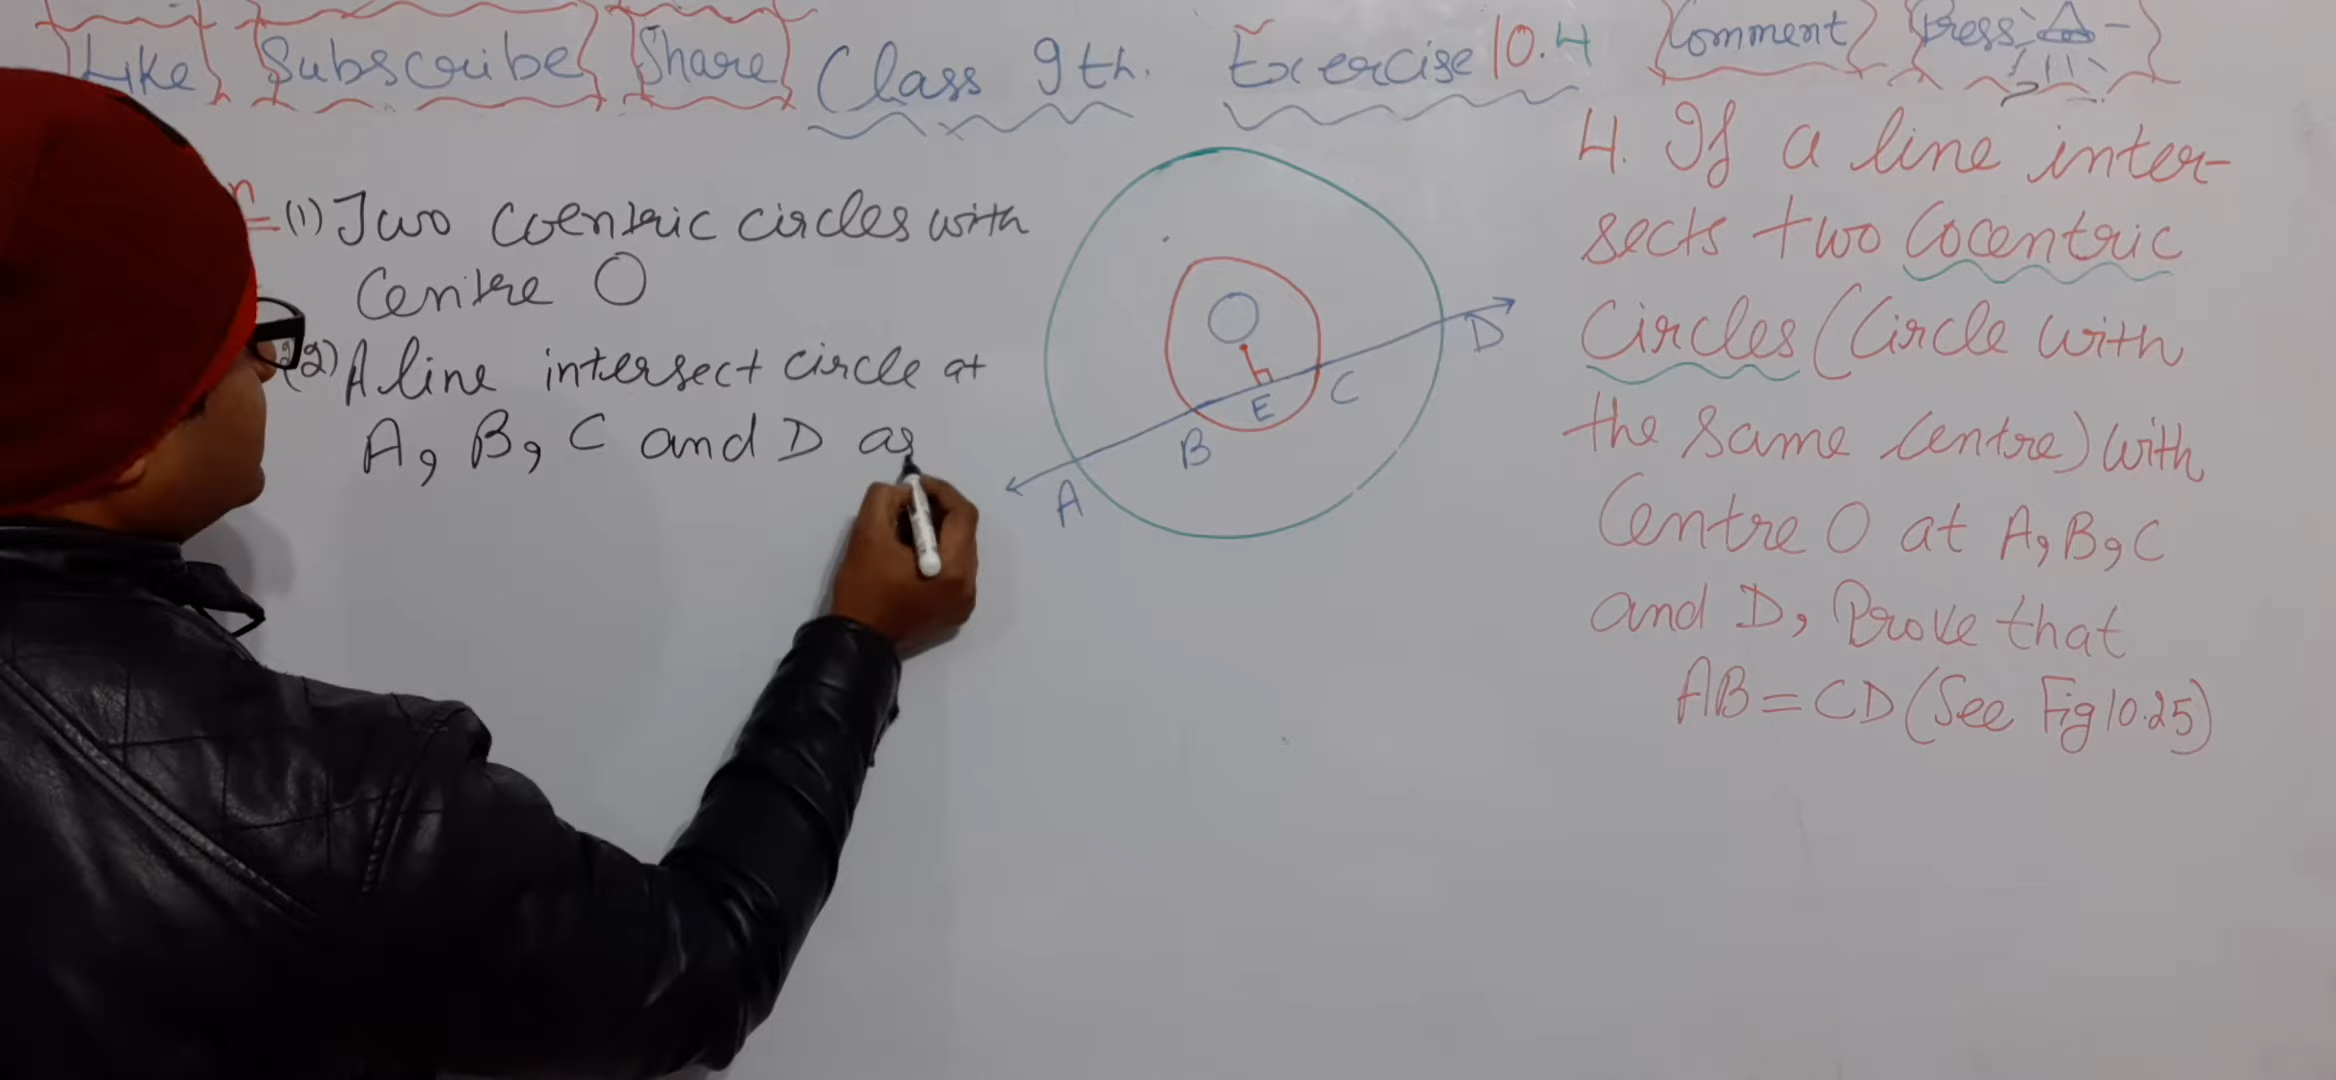 Like Subscribe Share Class 9th. Exercise 10.4 Comment Press
n
(1) Two coentric circles with
Centre O
(2) A line intersect circle at
A, B, C and D as
O
D
C
E
B
A
4. If a line inter-
sects two Cocentric
Circles (Circle with
the same Centre) with
Centre O at A, B, C
and D, Prove that
AB = CD (See Fig 10.25)